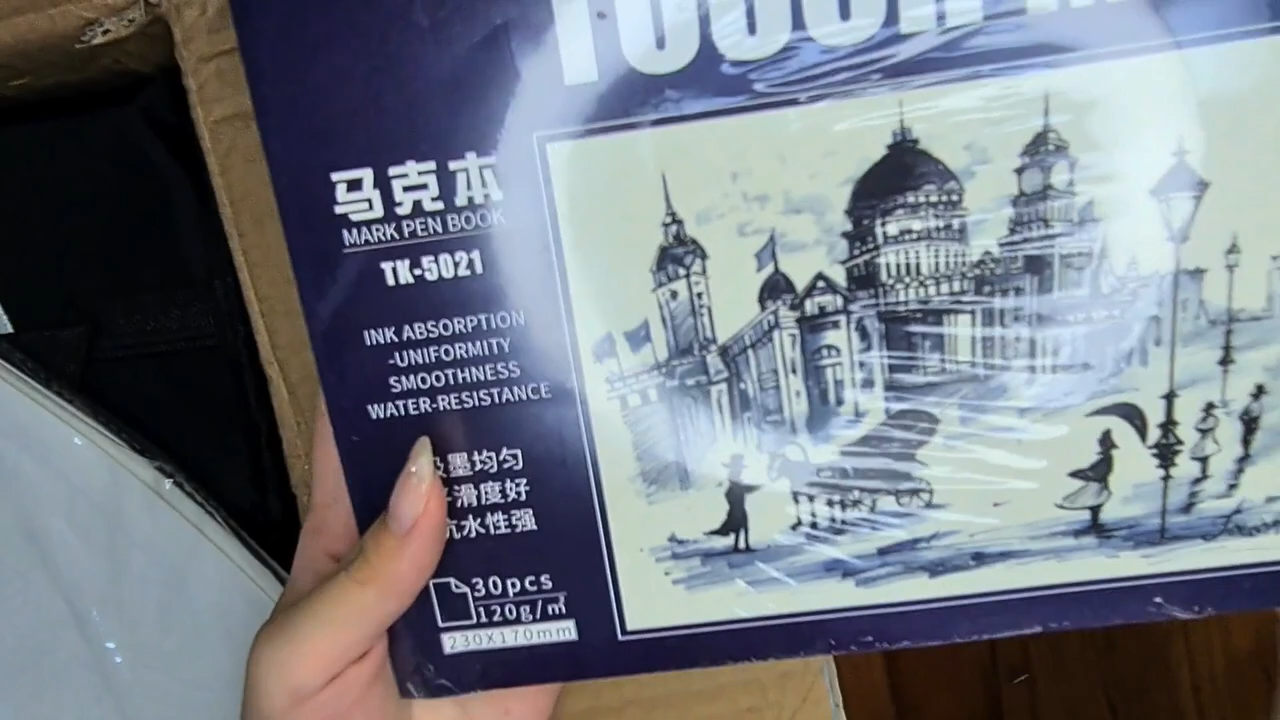 马克本
MARK PEN BOOK
TK-5021
INK ABSORPTION
-UNIFORMITY
SMOOTHNESS
WATER-RESISTANCE
墨均匀
滑度好
抗水性强
30pcs
120g/㎡
230X170mm